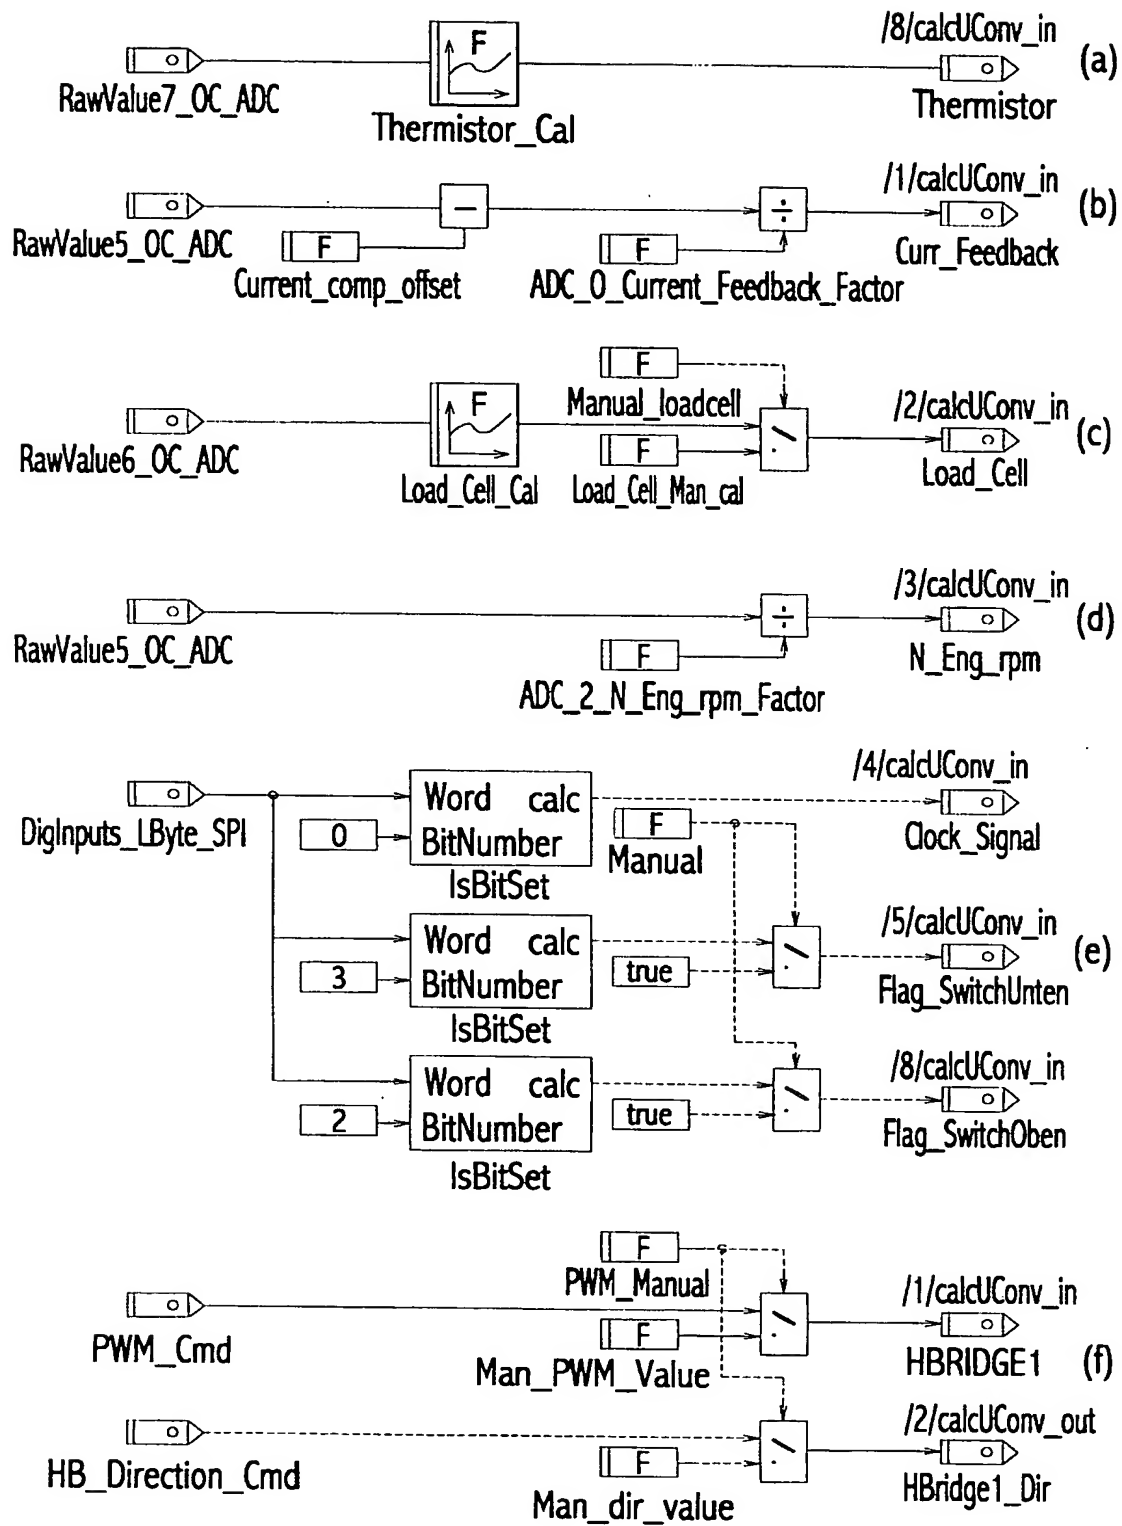 /8/calcUConv_in
F
(a)
RawValue7_OC_ADC
Thermistor_Cal
Thermistor
/1/calcUConv_in
(b)
RawValue5_OC_ADC
F
F
Current_comp_offset
ADC_0_Current_Feedback_Factor
Curr_Feedback
F
Manual_loadcell
/2/calcUConv_in
F
(c)
RawValue6_OC_ADC
F
Load_Cell_Cal
Load_Cell_Man_cal
Load_Cell
/3/calcUConv_in
(d)
RawValue5_OC_ADC
F
N_Eng_rpm
ADC_2_N_Eng_rpm_Factor
/4/calcUConv_in
Word calc
DigInputs_LByte_SPI
0
BitNumber
F
Manual
Clock_Signal
IsBitSet
/5/calcUConv_in
Word calc
(e)
3
BitNumber
true
Flag_SwitchUnten
IsBitSet
/8/calcUConv_in
Word calc
2
BitNumber
true
Flag_SwitchOben
IsBitSet
F
PWM_Manual
/1/calcUConv_in
PWM_Cmd
F
Man_PWM_Value
HBRIDGE1
(f)
/2/calcUConv_out
HB_Direction_Cmd
F
Man_dir_value
HBridge1_Dir